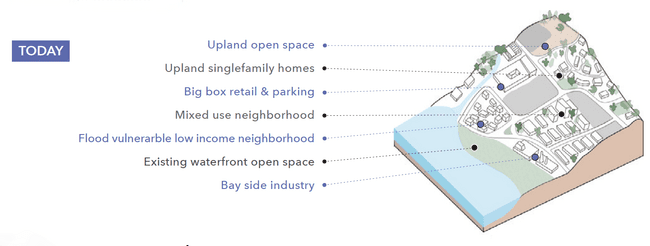 TODAY
Upland open space
Upland singlefamily homes
Big box retail & parking
Mixed use neighborhood
Flood vulnerarble low income neighborhood
Existing waterfront open space
Bay side industry